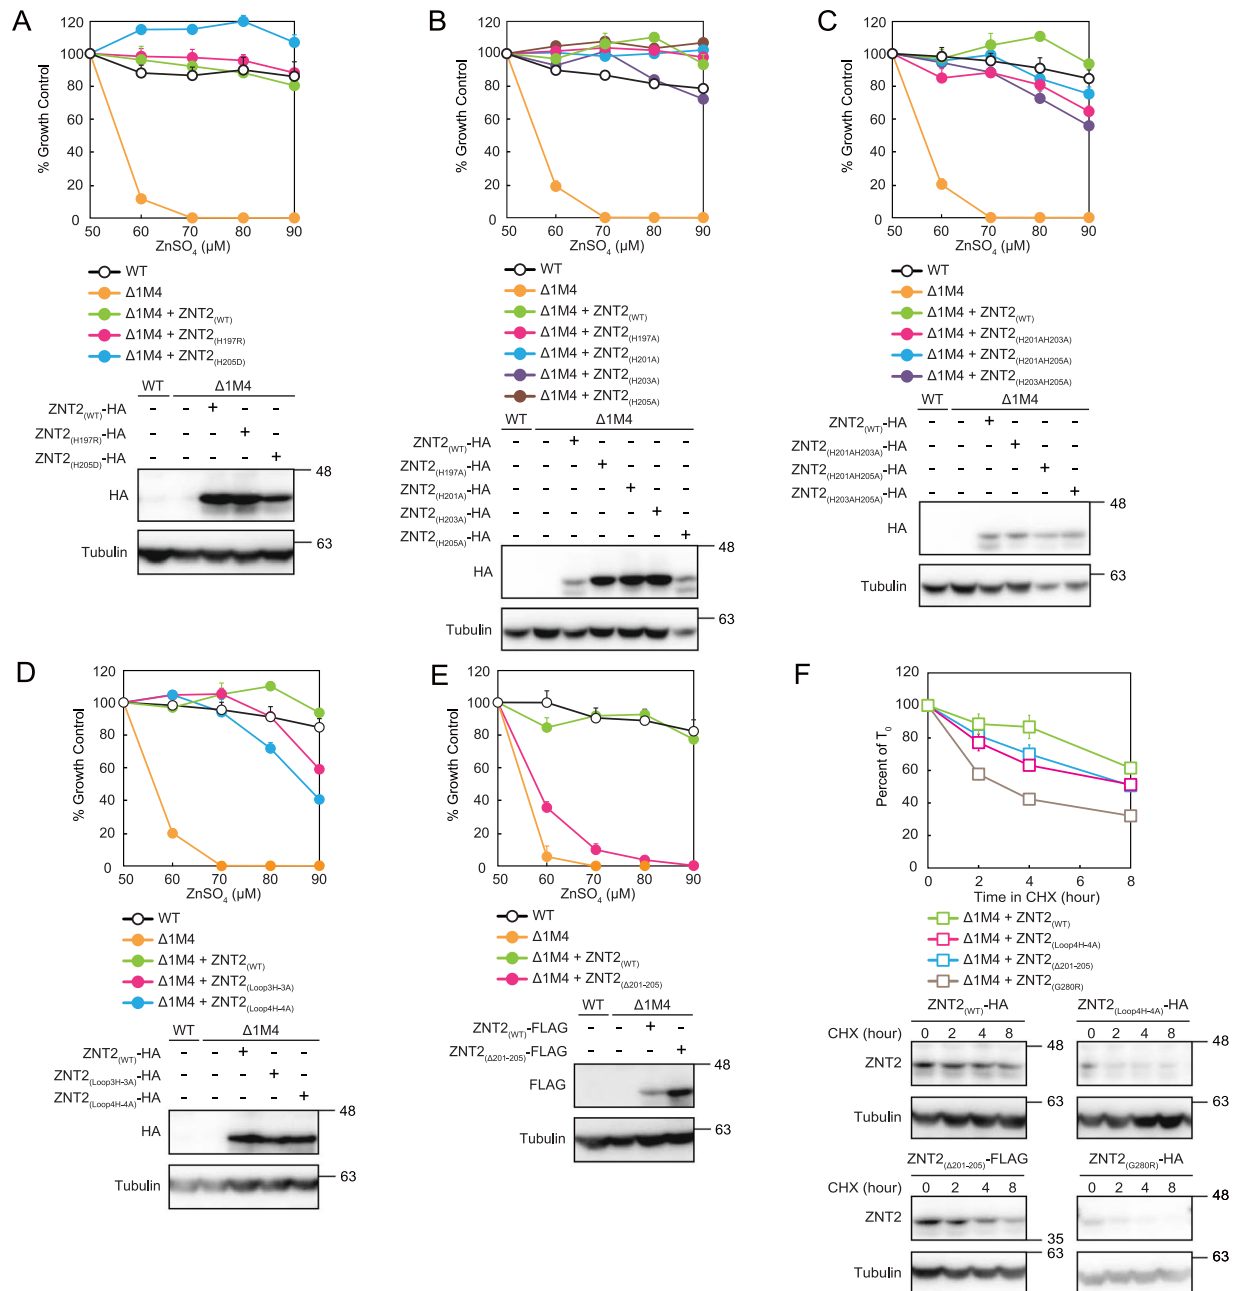 A
120
100
80
60
40
20
0
% Growth Control
50 60 70 80 90
ZnSO4 (µM)
WT
Δ1M4
Δ1M4 + ZNT2(WT)
Δ1M4 + ZNT2(H197R)
Δ1M4 + ZNT2(H205D)
WT Δ1M4
ZNT2(WT)-HA - - + - -
ZNT2(H197R)-HA - - - + -
ZNT2(H205D)-HA - - - - +
48
HA
63
Tubulin
B
120
100
80
60
40
20
0
% Growth Control
50 60 70 80 90
ZnSO4 (µM)
WT
Δ1M4
Δ1M4 + ZNT2(WT)
Δ1M4 + ZNT2(H197A)
Δ1M4 + ZNT2(H201A)
Δ1M4 + ZNT2(H203A)
Δ1M4 + ZNT2(H205A)
WT Δ1M4
ZNT2(WT)-HA - - + - - - -
ZNT2(H197A)-HA - - - + - - -
ZNT2(H201A)-HA - - - - + - -
ZNT2(H203A)-HA - - - - - + -
ZNT2(H205A)-HA - - - - - - +
48
HA
63
Tubulin
C
120
100
80
60
40
20
0
% Growth Control
50 60 70 80 90
ZnSO4 (µM)
WT
Δ1M4
Δ1M4 + ZNT2(WT)
Δ1M4 + ZNT2(H201AH203A)
Δ1M4 + ZNT2(H201AH205A)
Δ1M4 + ZNT2(H203AH205A)
WT Δ1M4
ZNT2(WT)-HA - - + - - -
ZNT2(H201AH203A)-HA - - - + - -
ZNT2(H201AH205A)-HA - - - - + -
ZNT2(H203AH205A)-HA - - - - - +
48
HA
63
Tubulin
D
120
100
80
60
40
20
0
% Growth Control
50 60 70 80 90
ZnSO4 (µM)
WT
Δ1M4
Δ1M4 + ZNT2(WT)
Δ1M4 + ZNT2(Loop3H-3A)
Δ1M4 + ZNT2(Loop4H-4A)
WT Δ1M4
ZNT2(WT)-HA - - + - -
ZNT2(Loop3H-3A)-HA - - - + -
ZNT2(Loop4H-4A)-HA - - - - +
48
HA
63
Tubulin
E
120
100
80
60
40
20
0
% Growth Control
50 60 70 80 90
ZnSO4 (µM)
WT
Δ1M4
Δ1M4 + ZNT2(WT)
Δ1M4 + ZNT2(Δ201-205)
WT Δ1M4
ZNT2(WT)-FLAG - - + -
ZNT2(Δ201-205)-FLAG - - - +
48
FLAG
63
Tubulin
F
120
100
80
60
40
20
0
Percent of T0
0 2 4 8
Time in CHX (hour)
Δ1M4 + ZNT2(WT)
Δ1M4 + ZNT2(Loop4H-4A)
Δ1M4 + ZNT2(Δ201-205)
Δ1M4 + ZNT2(G280R)
ZNT2(WT)-HA ZNT2(Loop4H-4A)-HA
CHX (hour) 0 2 4 8 0 2 4 8
48 48
ZNT2
63 63
Tubulin
ZNT2(Δ201-205)-FLAG ZNT2(G280R)-HA
CHX (hour) 0 2 4 8 0 2 4 8
48
ZNT2
35
63 63
Tubulin